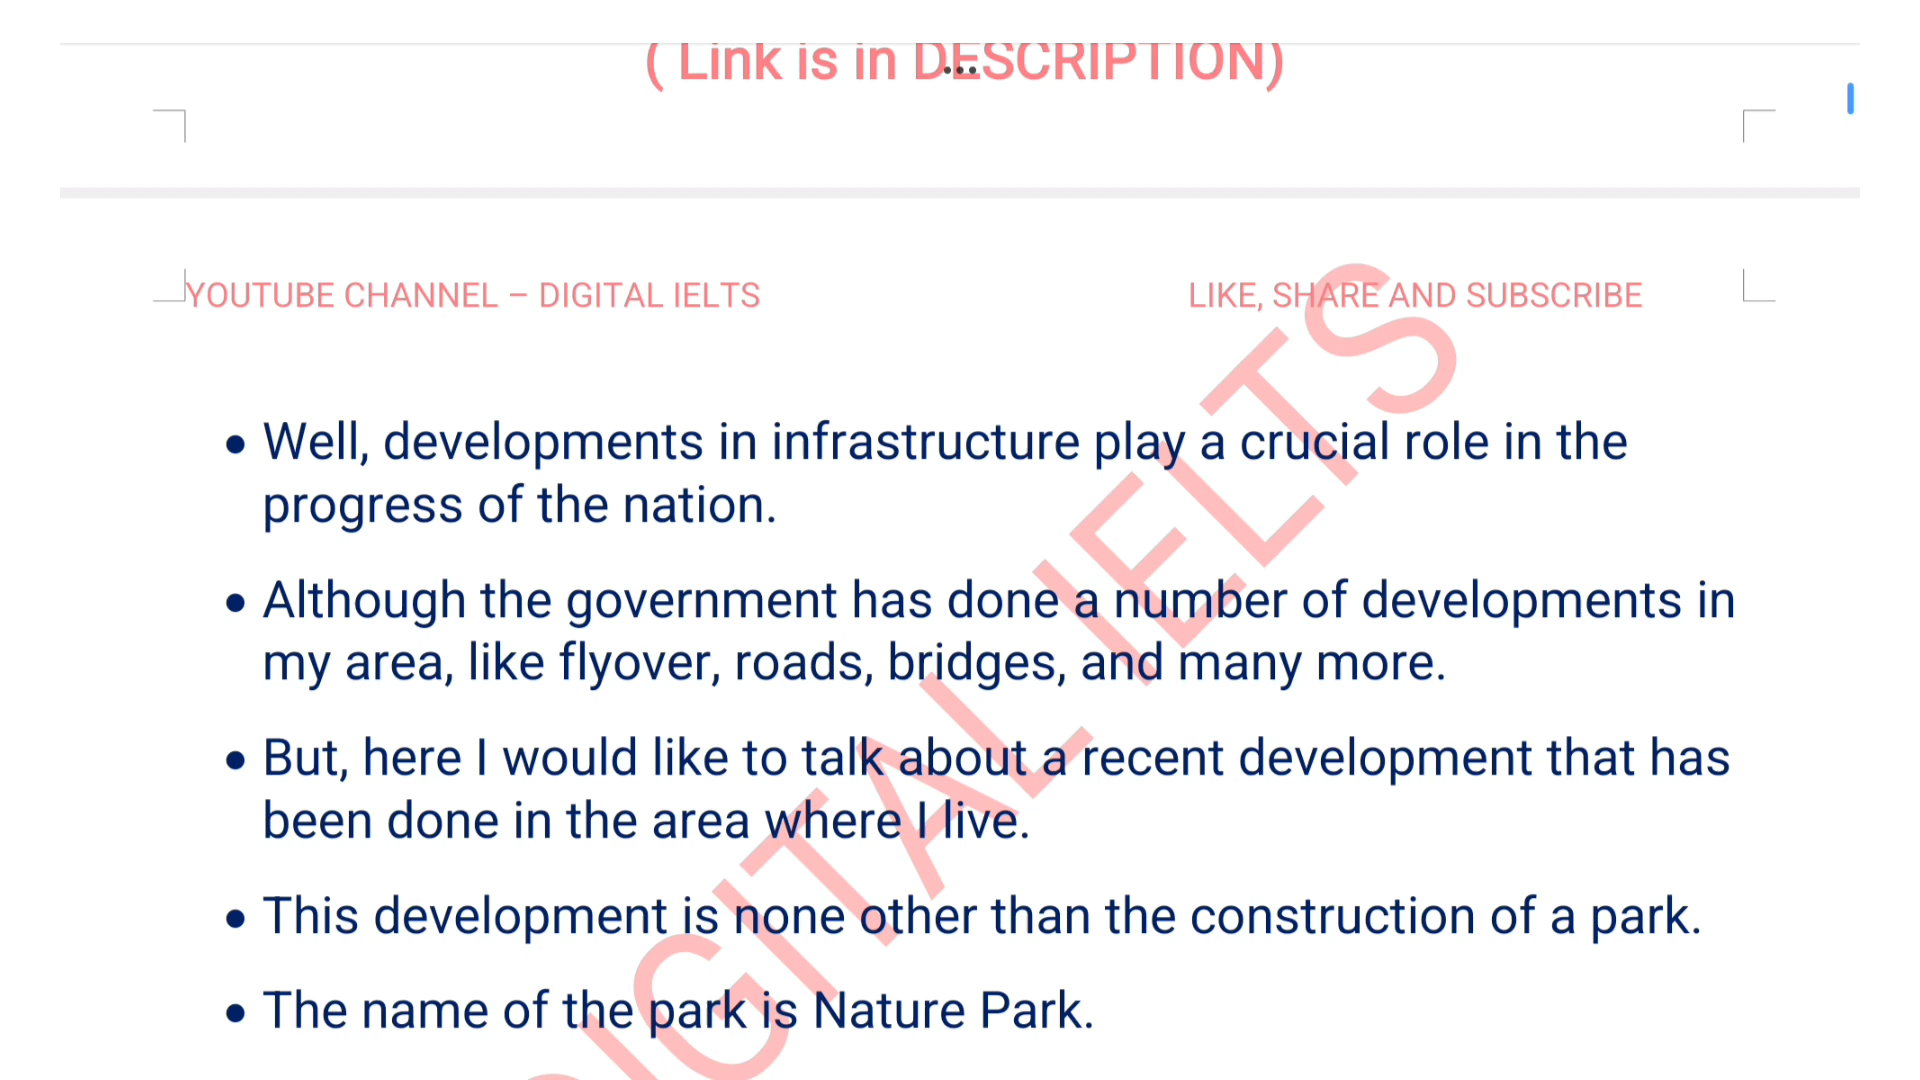 ( Link is in DESCRIPTION)
YOUTUBE CHANNEL – DIGITAL IELTS LIKE, SHARE AND SUBSCRIBE
• Well, developments in infrastructure play a crucial role in the
progress of the nation.
• Although the government has done a number of developments in
my area, like flyover, roads, bridges, and many more.
• But, here I would like to talk about a recent development that has
been done in the area where I live.
• This development is none other than the construction of a park.
• The name of the park is Nature Park.
DIGITAL IELTS